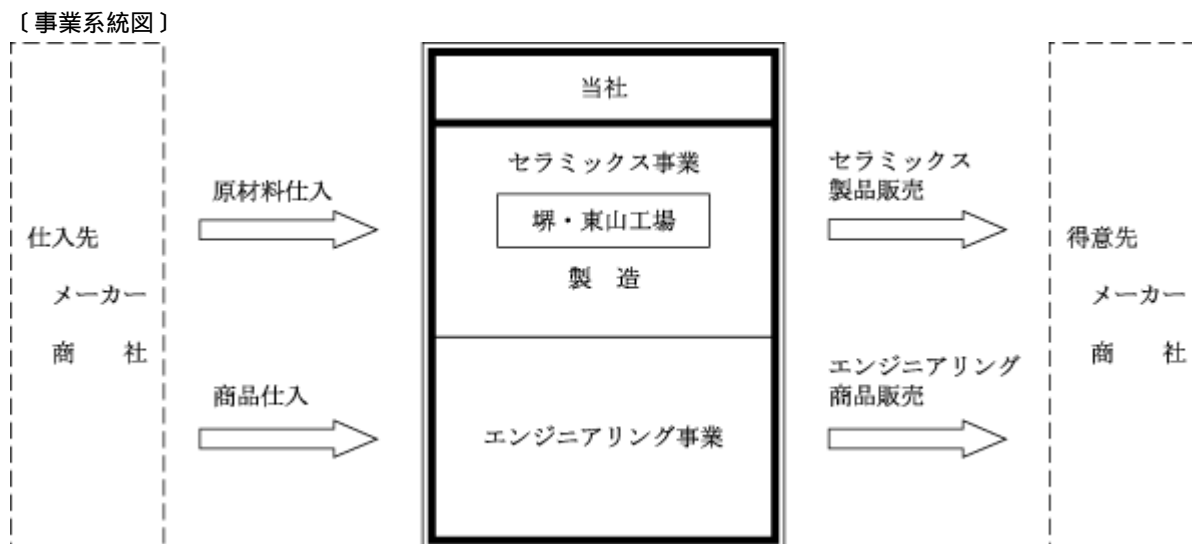 〔事業系統図〕
当社
セラミックス事業
堺・東山工場
製　造
エンジニアリング事業
仕入先
メーカー
商　　社
原材料仕入
商品仕入
セラミックス
製品販売
エンジニアリング
商品販売
得意先
メーカー
商　　社